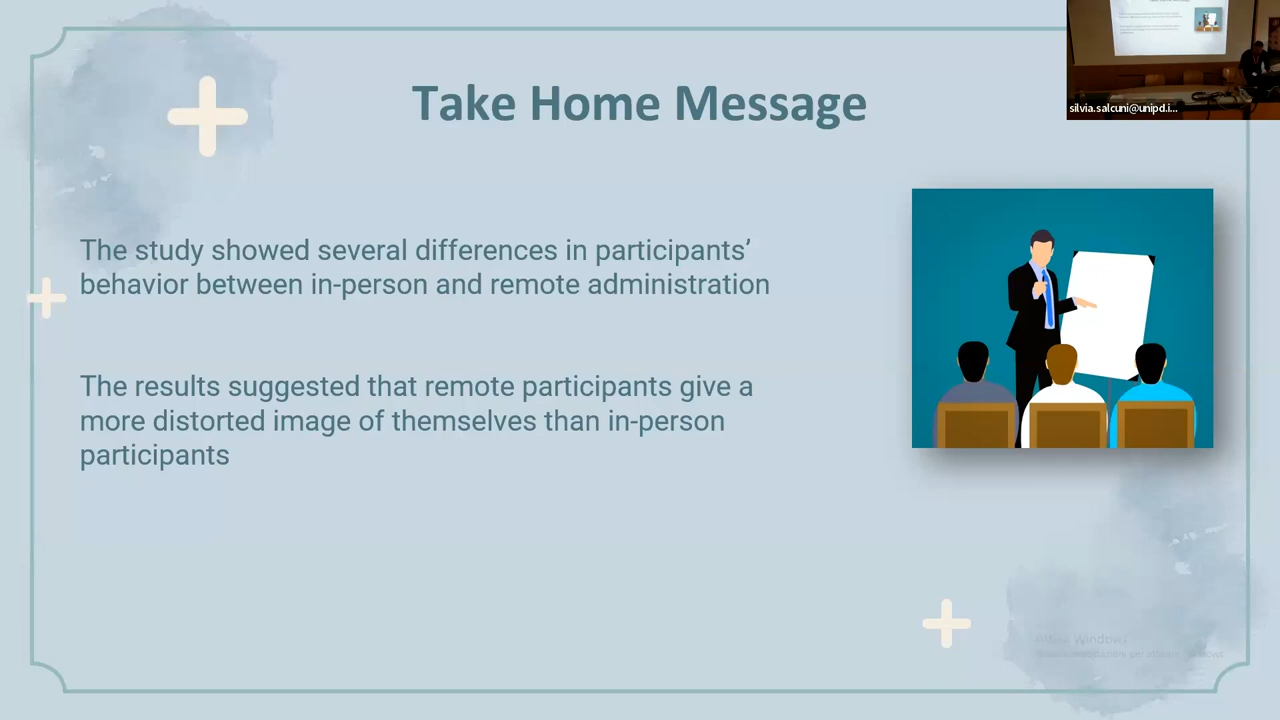 Take Home Message
silvia.salcuni@unipd.i...
The study showed several differences in participants’
behavior between in-person and remote administration
The results suggested that remote participants give a
more distorted image of themselves than in-person
participants
Windows